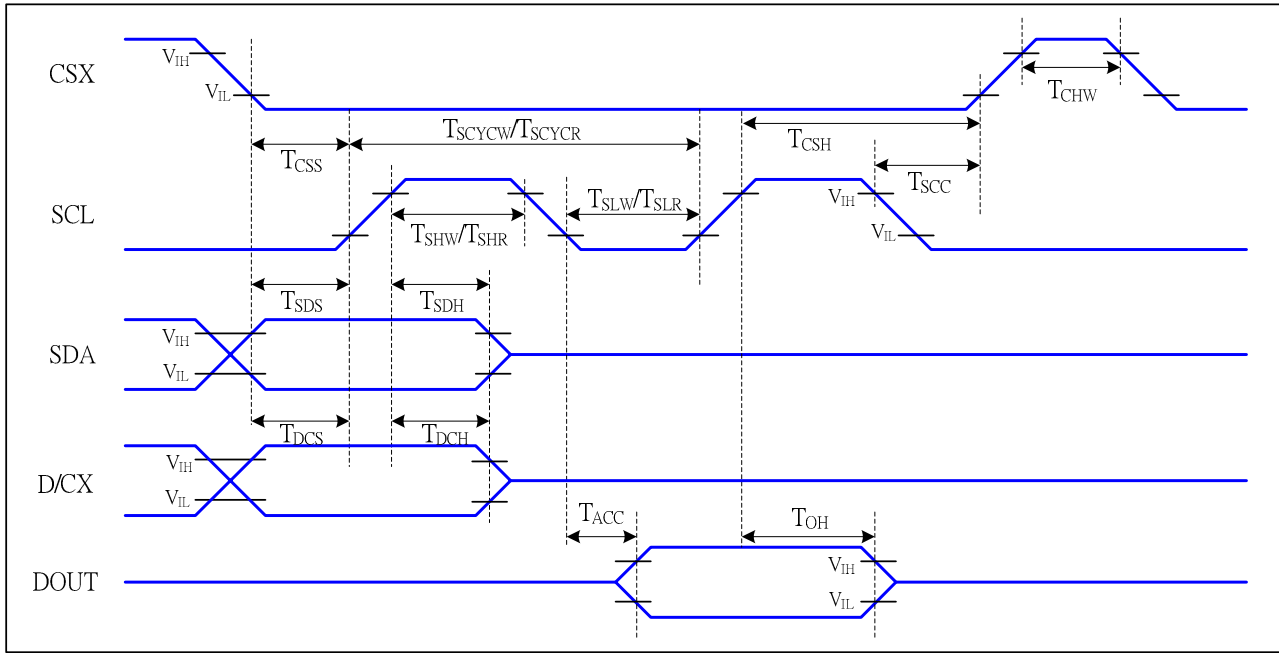 CSX
VIH
VIL
TCHW
TSCYCW/TSCYCR
TCSH
TCSS
TSCC
SCL
TSLW/TSLR
VIH
TSHW/TSHR
VIL
TSDS
TSDH
SDA
VIH
VIL
TDCS
TDCH
D/CX
VIH
VIL
TACC
TOH
DOUT
VIH
VIL